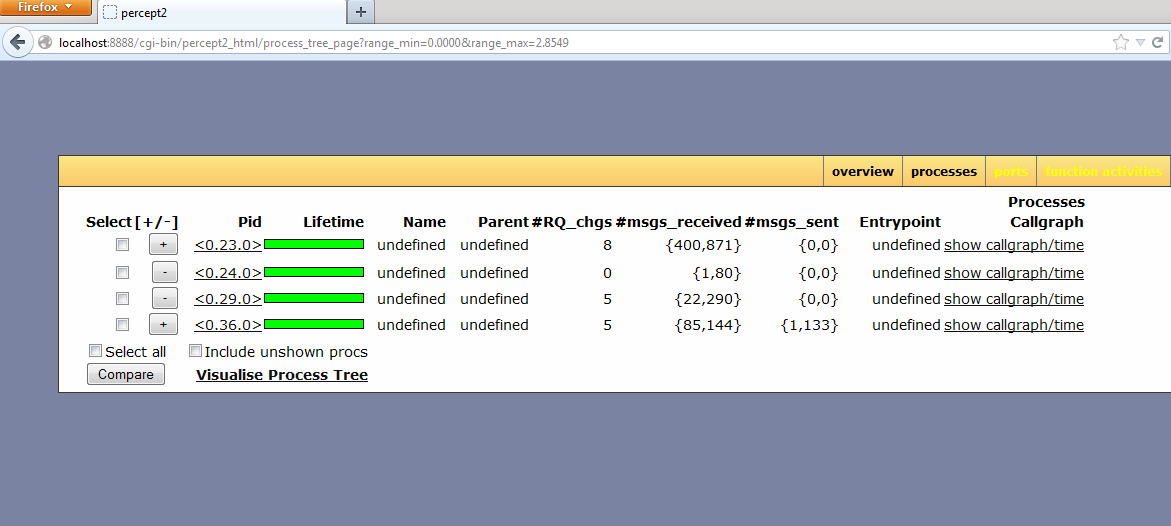 Firefox
percept2
localhost:8888/cgi-bin/percept2_html/process_tree_page?range_min=0.0000&range_max=2.8549
overview processes ports function activities
Processes
Select [+/-] Pid Lifetime Name Parent #RQ_chgs #msgs_received #msgs_sent Entrypoint Callgraph
+ <0.23.0> undefined undefined 8 {400,871} {0,0} undefined show callgraph/time
- <0.24.0> undefined undefined 0 {1,80} {0,0} undefined show callgraph/time
- <0.29.0> undefined undefined 5 {22,290} {0,0} undefined show callgraph/time
+ <0.36.0> undefined undefined 5 {85,144} {1,133} undefined show callgraph/time
Select all Include unshown procs
Compare Visualise Process Tree